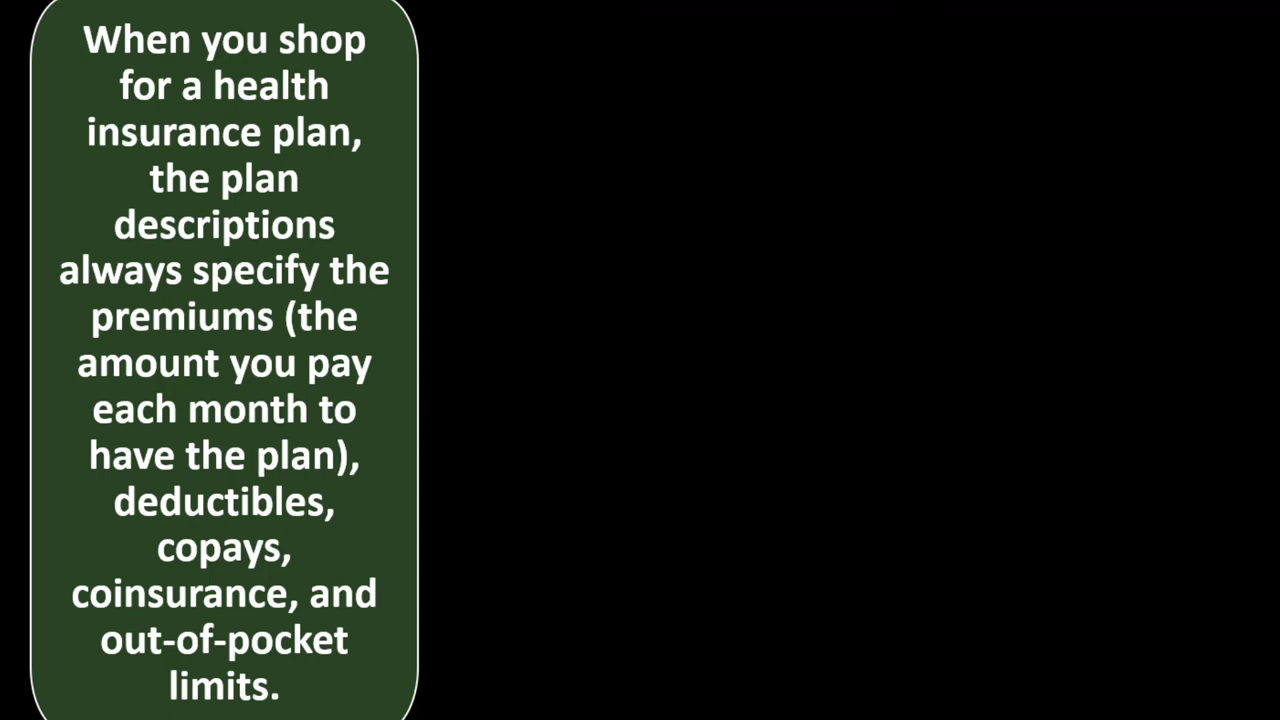 When you shop
for a health
insurance plan,
the plan
descriptions
always specify the
premiums (the
amount you pay
each month to
have the plan),
deductibles,
copays,
coinsurance, and
out-of-pocket
limits.